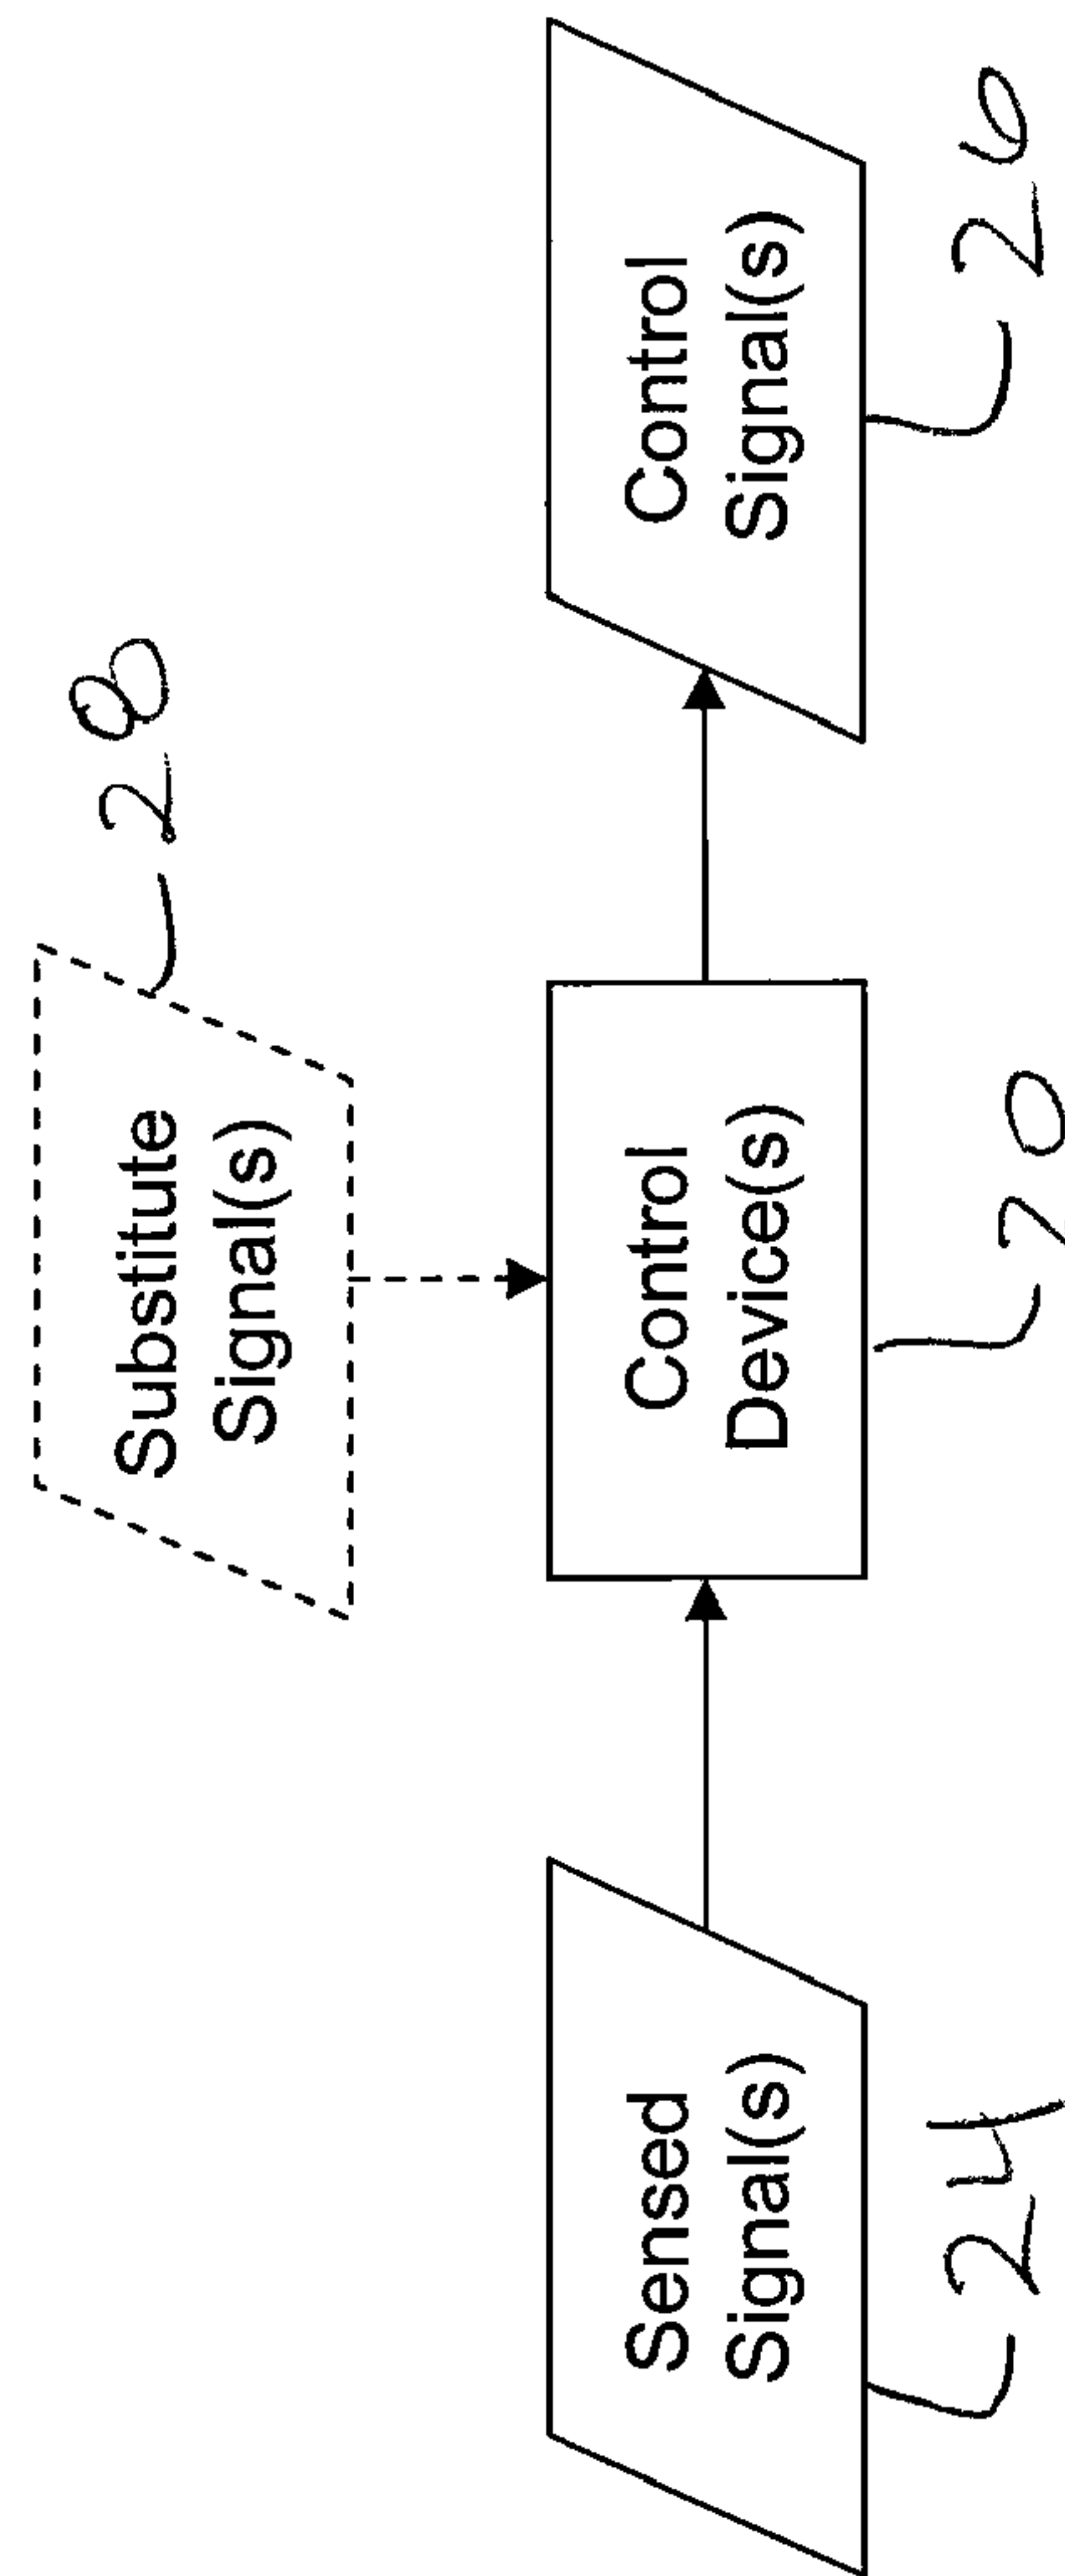 Substitute
Signal(s)
28
Sensed
Signal(s)
24
Control
Device(s)
20
Control
Signal(s)
26